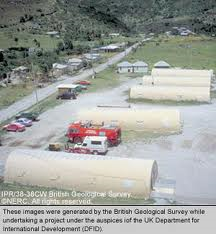 IPR/38-38CW British Geological Survey.
©NERC. All rights reserved.
These images were generated by the British Geological Survey while
undertaking a project under the auspices of the UK Department for
International Development (DFID).